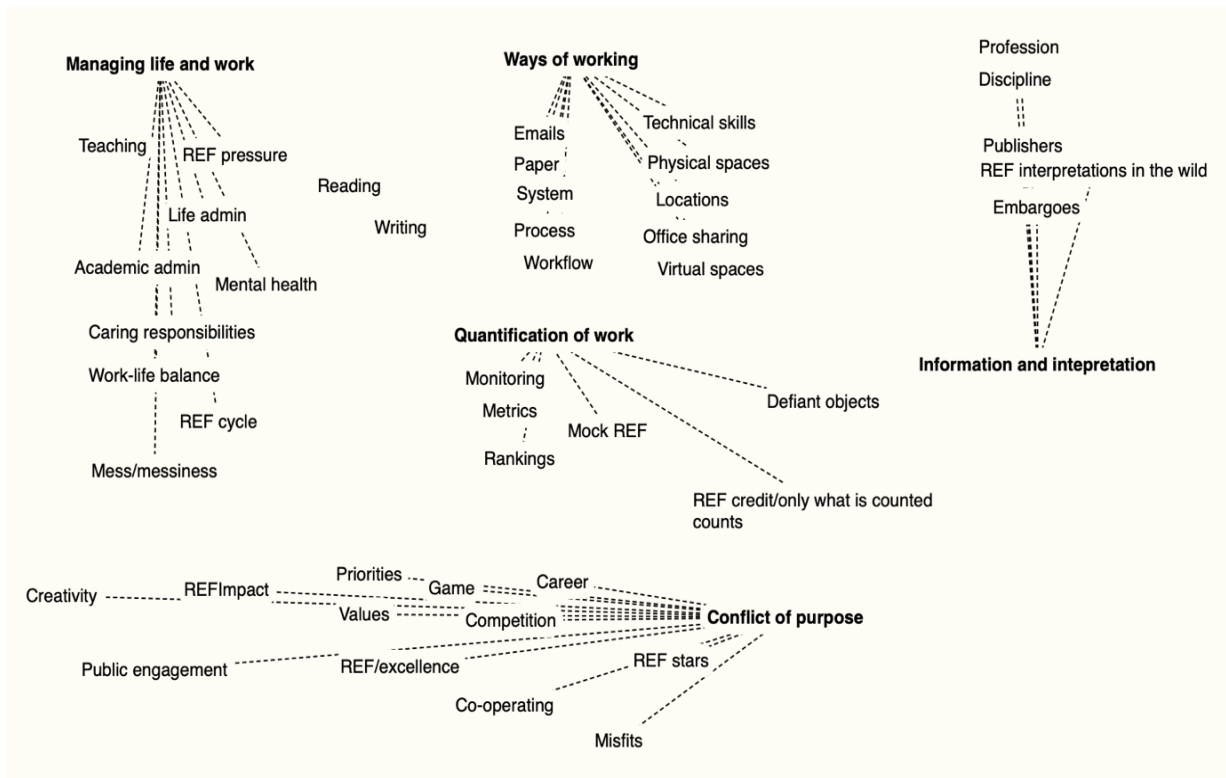 Managing life and work
Teaching
REF pressure
Life admin
Academic admin
Mental health
Caring responsibilities
Work-life balance
REF cycle
Mess/messiness
Reading
Writing
Ways of working
Emails
Paper
System
Process
Workflow
Technical skills
Physical spaces
Locations
Office sharing
Virtual spaces
Profession
Discipline
Publishers
REF interpretations in the wild
Embargoes
Information and intepretation
Quantification of work
Monitoring
Metrics
Rankings
Mock REF
Defiant objects
REF credit/only what is counted
counts
Creativity
REFImpact
Priorities
Values
Game
Competition
Career
Conflict of purpose
Public engagement
REF/excellence
REF stars
Co-operating
Misfits